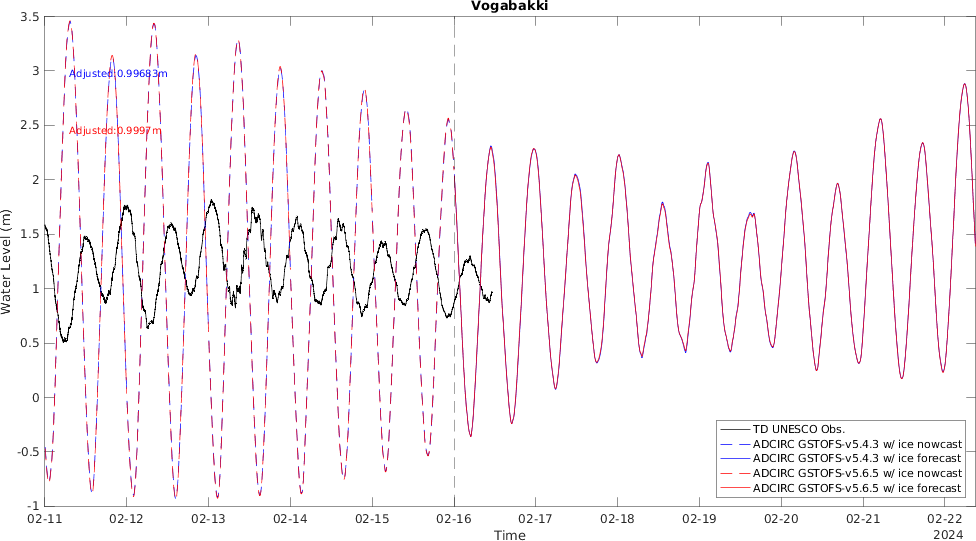 Vogabakki
3.5
3
2.5
2
1.5
1
0.5
0
-0.5
-1
Water Level (m)
Adjusted:0.99683m
Adjusted:0.9997m
TD UNESCO Obs.
ADCIRC GSTOFS-v5.4.3 w/ ice nowcast
ADCIRC GSTOFS-v5.4.3 w/ ice forecast
ADCIRC GSTOFS-v5.6.5 w/ ice nowcast
ADCIRC GSTOFS-v5.6.5 w/ ice forecast
02-11 02-12 02-13 02-14 02-15 02-16 02-17 02-18 02-19 02-20 02-21 02-22
2024
Time